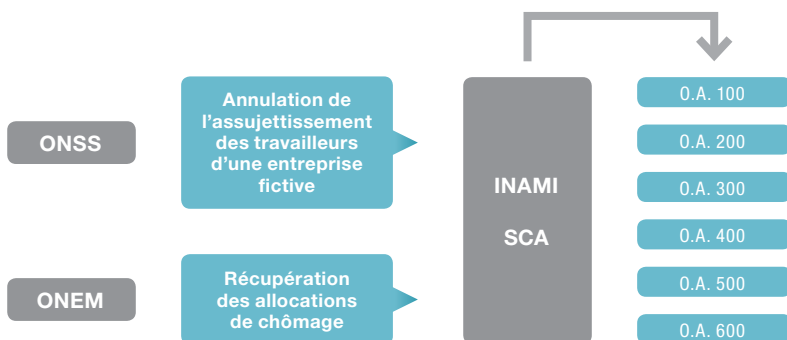 ONSS
Annulation de
l'assujettissement
des travailleurs
d'une entreprise
fictive
ONEM
Récupération
des allocations
de chômage
INAMI
SCA
O.A. 100
O.A. 200
O.A. 300
O.A. 400
O.A. 500
O.A. 600